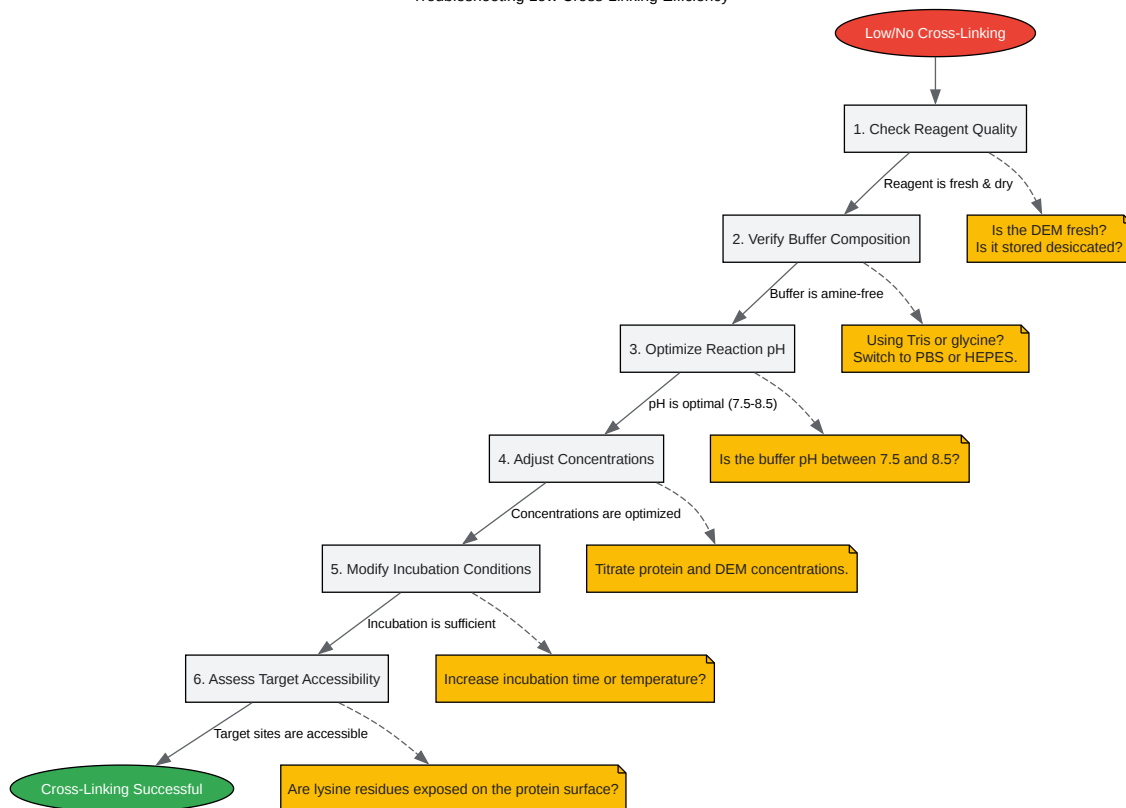 Troubleshooting Low Cross-Linking Efficiency
Low/No Cross-Linking
1. Check Reagent Quality
Reagent is fresh & dry
Is the DEM fresh?
Is it stored desiccated?
2. Verify Buffer Composition
Buffer is amine-free
Using Tris or glycine?
Switch to PBS or HEPES.
3. Optimize Reaction pH
pH is optimal (7.5-8.5)
Is the buffer pH between 7.5 and 8.5?
4. Adjust Concentrations
Concentrations are optimized
Titrate protein and DEM concentrations.
5. Modify Incubation Conditions
Incubation is sufficient
Increase incubation time or temperature?
6. Assess Target Accessibility
Target sites are accessible
Are lysine residues exposed on the protein surface?
Cross-Linking Successful